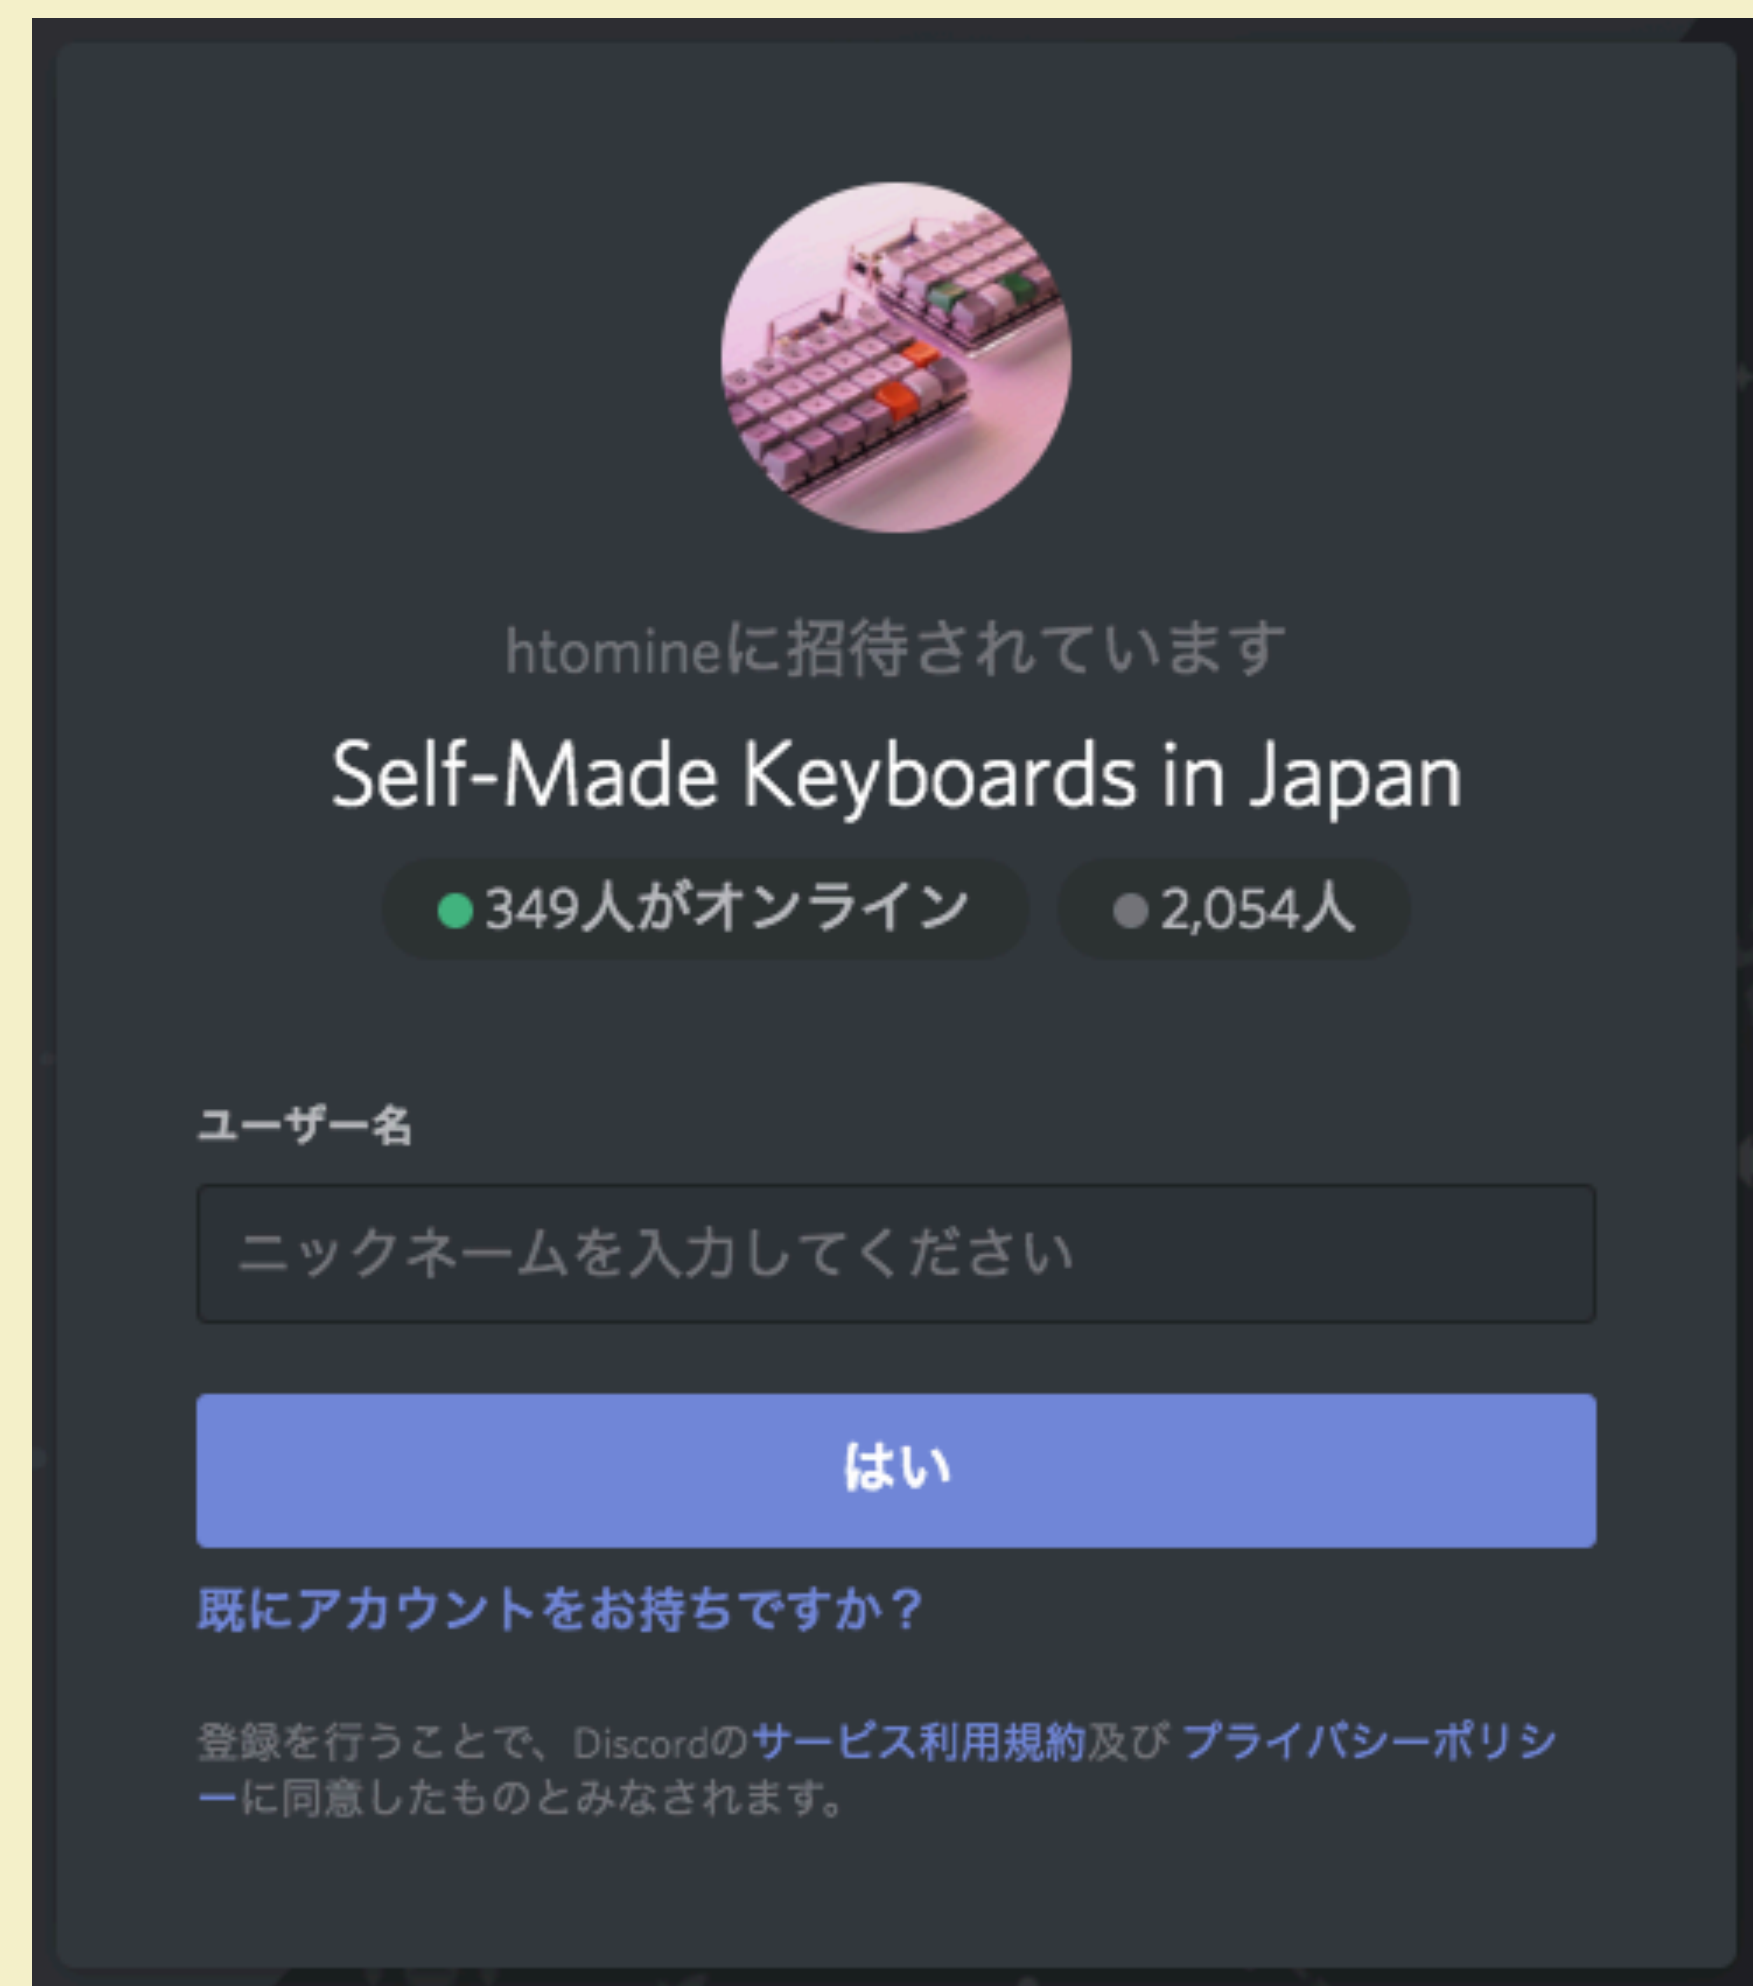 htomineに招待されています
Self-Made Keyboards in Japan
349人がオンライン 2,054人
ユーザー名
ニックネームを入力してください
はい
既にアカウントをお持ちですか？
登録を行うことで、Discordのサービス利用規約及び プライバシーポリシ
ーに同意したものとみなされます。